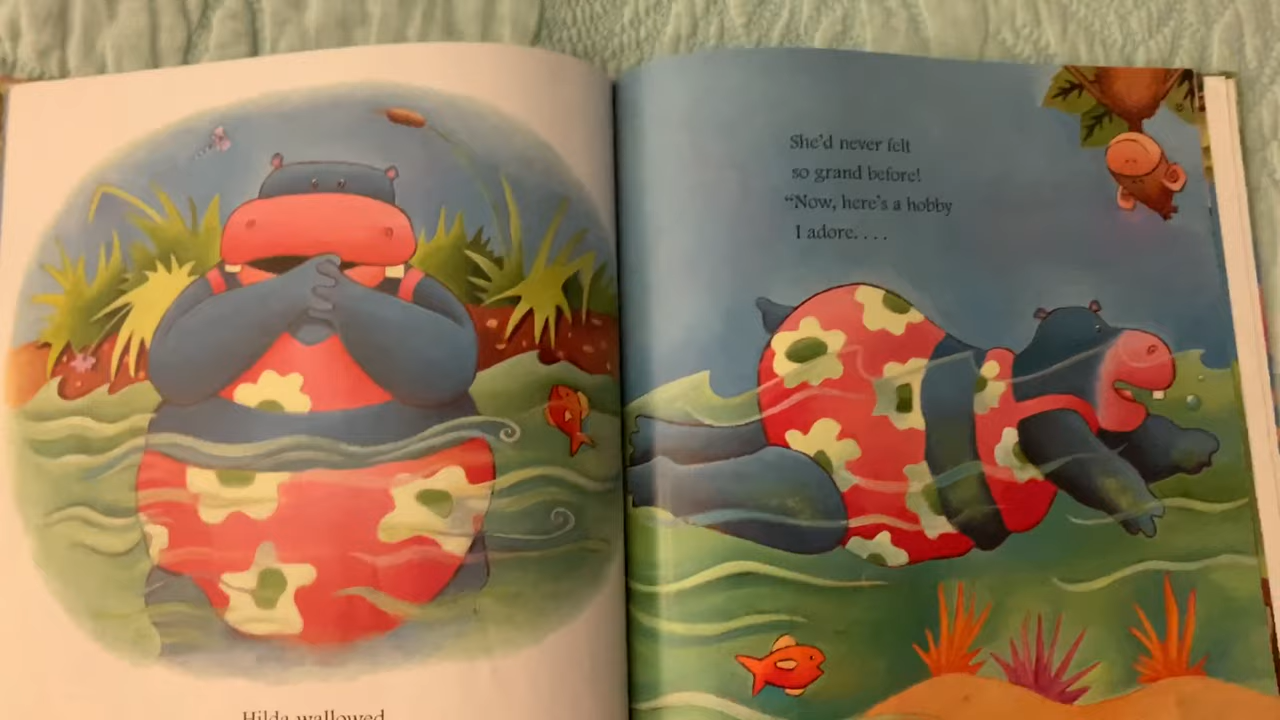 Hilda wallowed
She'd never felt
so grand before!
"Now, here's a hobby
I adore. . . .